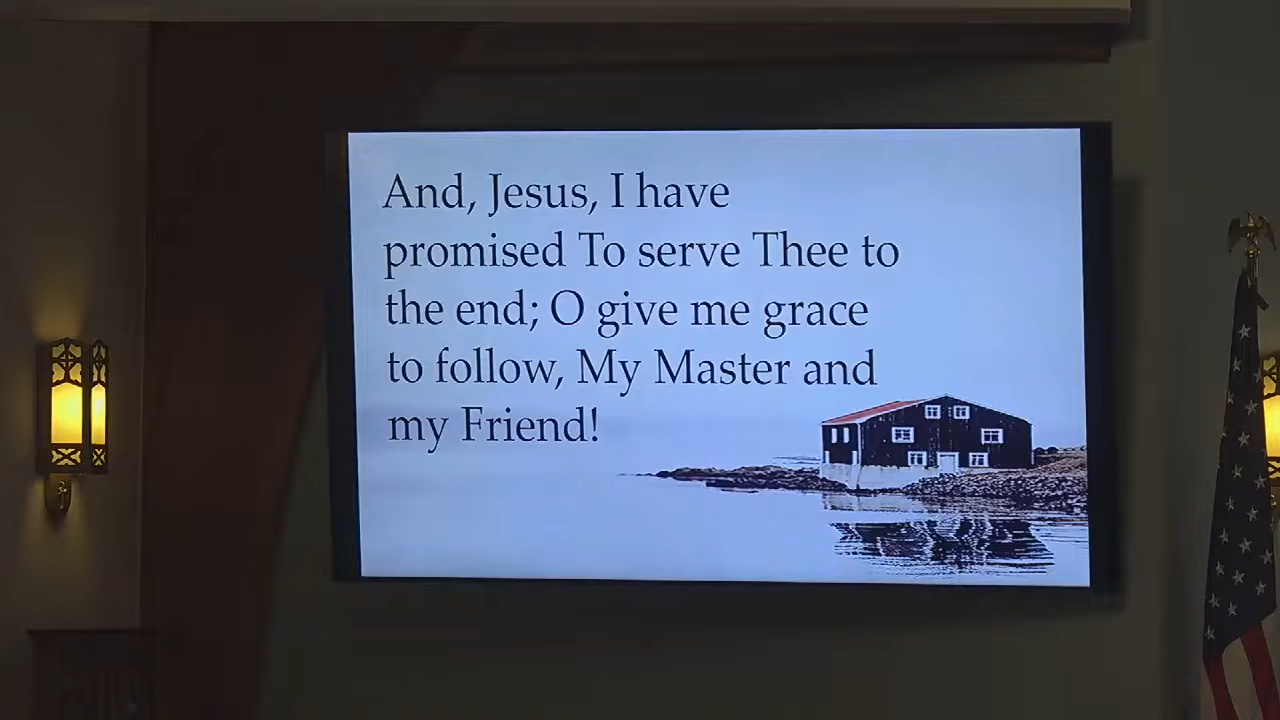 And, Jesus, I have
promised To serve Thee to
the end; O give me grace
to follow, My Master and
my Friend!